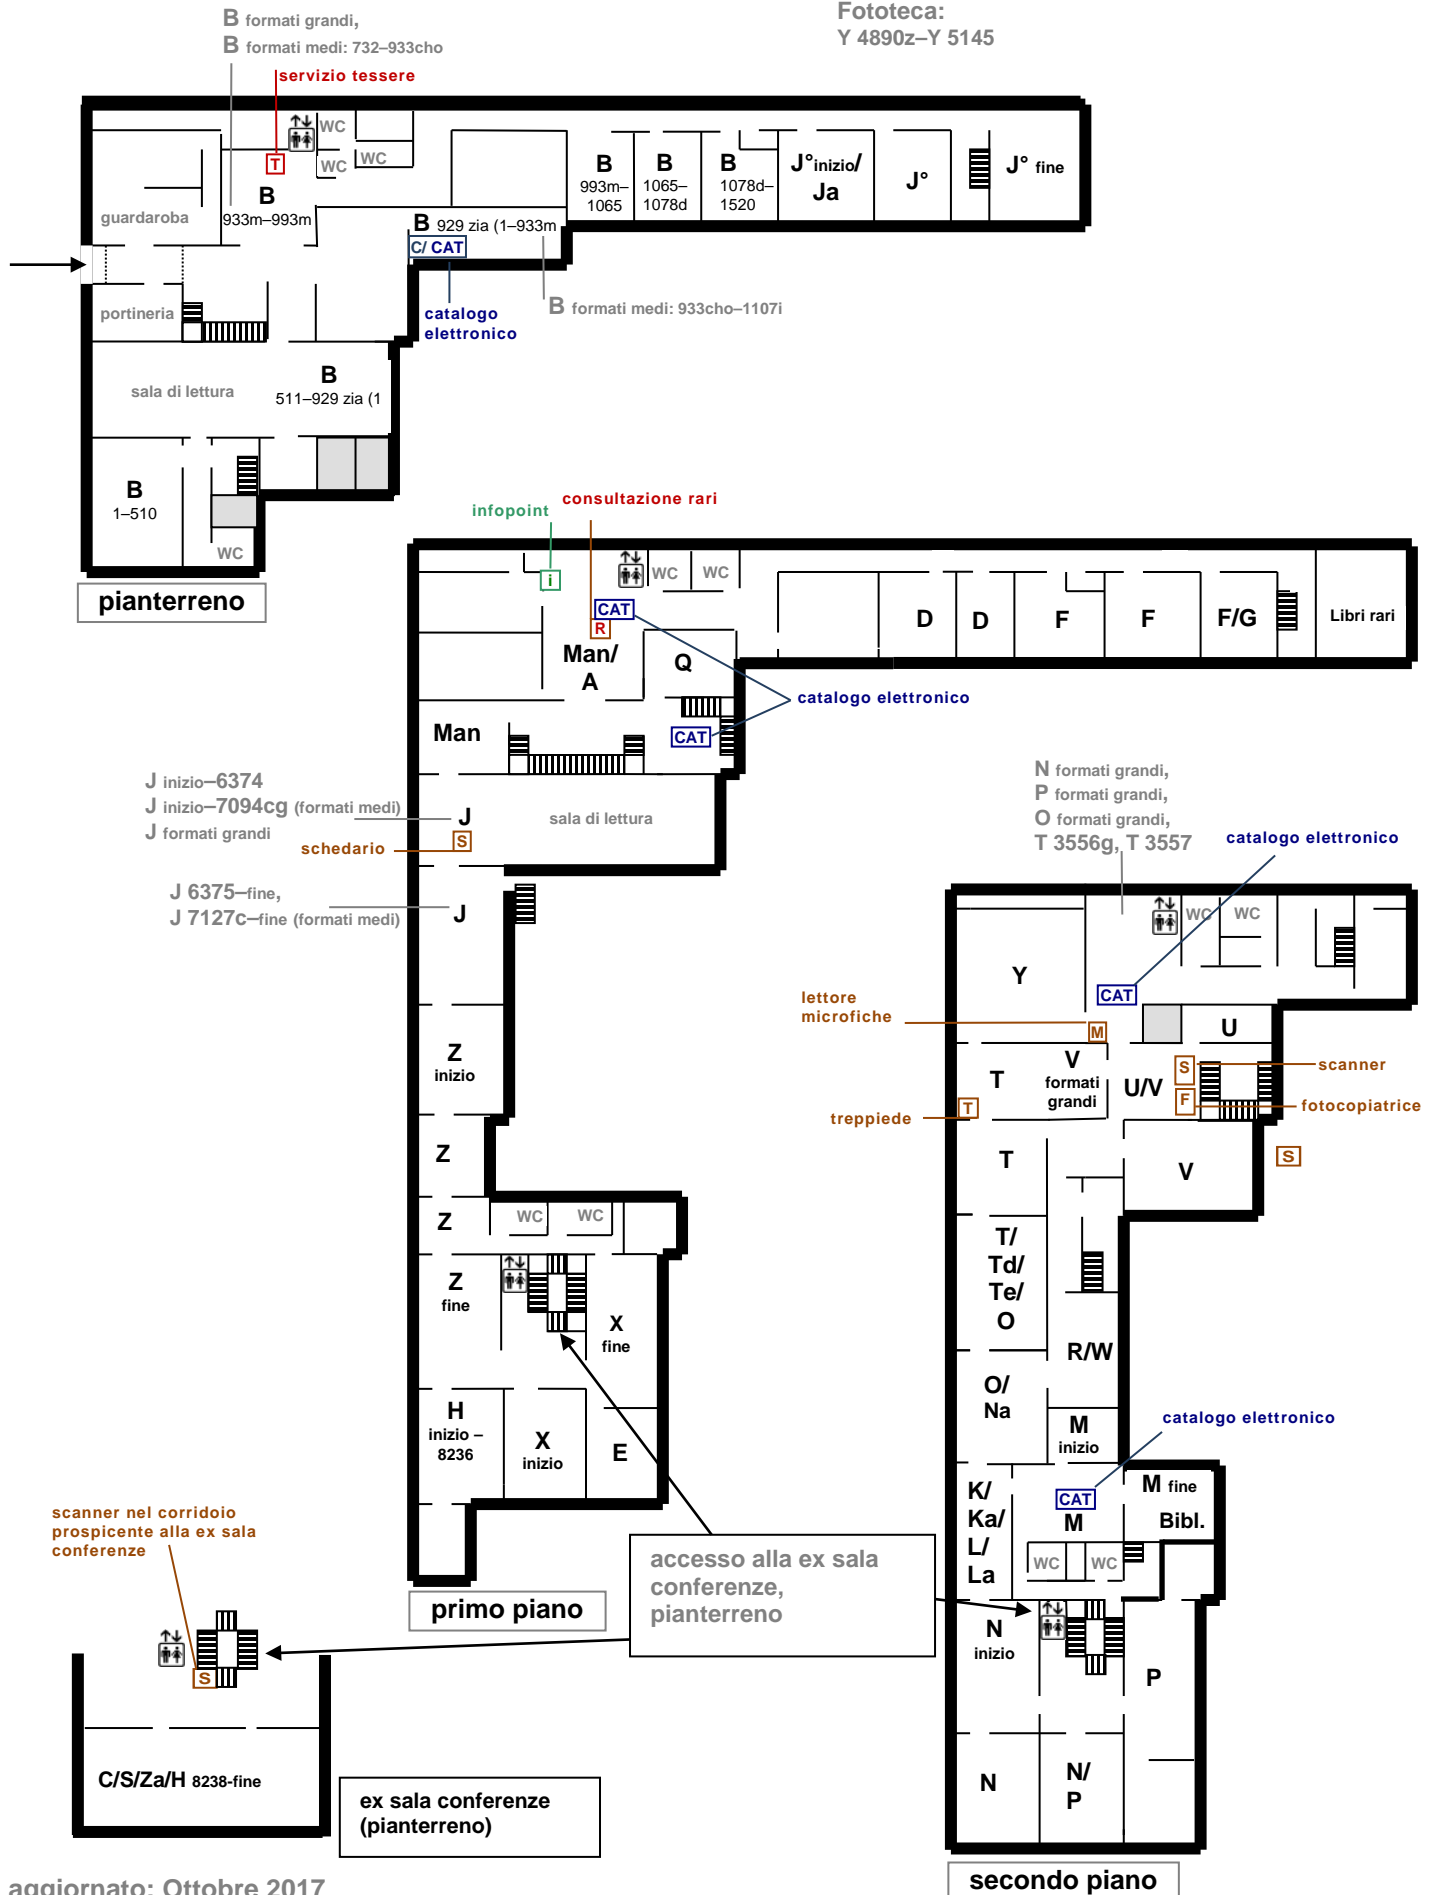 B formati grandi,
B formati medi: 732–933cho
Fototeca:
Y 4890z–Y 5145
servizio tessere
WC
WC
WC
T
guardaroba
B
933m–993m
B
993m–
1065
B
1065–
1078d
B
1078d–
1520
J° inizio/
Ja
J°
J° fine
B 929 zia (1–933m
C/ CAT
portineria
catalogo
elettronico
B formati medi: 933cho–1107i
sala di lettura
B
511–929 zia (1
B
1–510
WC
pianterreno
infopoint
consultazione rari
i
WC
WC
CAT
R
Man/
A
Q
D
D
F
F
F/G
Libri rari
catalogo elettronico
Man
CAT
J inizio–6374
J inizio–7094cg (formati medi)
J formati grandi
J
S
schedario
sala di lettura
J 6375–fine,
J 7127c–fine (formati medi)
J
Z
inizio
Z
Z
WC
WC
Z
fine
X
fine
H
inizio –
8236
X
inizio
E
primo piano
N formati grandi,
P formati grandi,
O formati grandi,
T 3556g, T 3557
catalogo elettronico
WC
WC
Y
CAT
lettore
microfiche
M
U
T
V
formati
grandi
U/V
S
scanner
F
fotocopiatrice
T
treppiede
T
V
S
T/
Td/
Te/
O
R/W
O/
Na
M
inizio
catalogo elettronico
K/
Ka/
L/
La
CAT
M
M fine
Bibl.
WC
WC
N
inizio
P
N
N/
P
secondo piano
accesso alla ex sala
conferenze,
pianterreno
scanner nel corridoio
prospicente alla ex sala
conferenze
S
C/S/Za/H 8238-fine
ex sala conferenze
(pianterreno)
aggiornato: Ottobre 2017